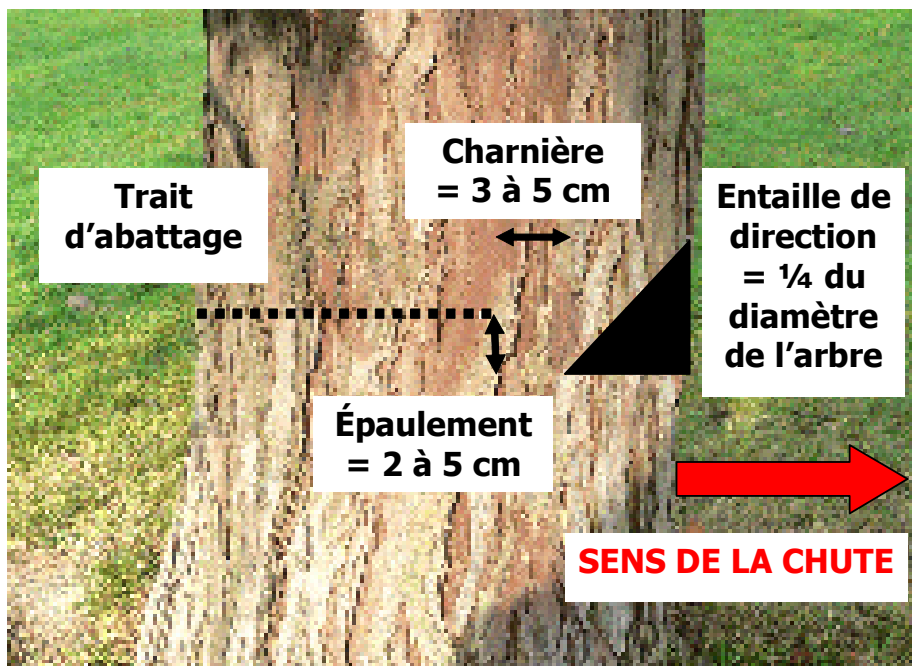 Charnière
= 3 à 5 cm
Trait
d’abattage
Entaille de
direction
= ¼ du
diamètre
de l’arbre
Épaulement
= 2 à 5 cm
SENS DE LA CHUTE